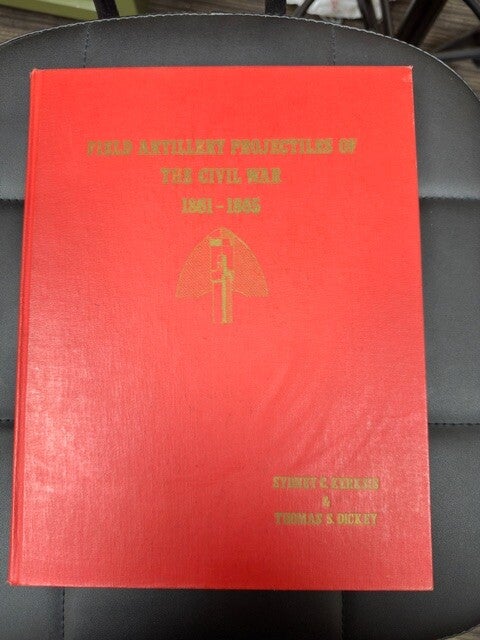 FIELD ARTILLERY PROJECTILES OF
THE CIVIL WAR
1861-1865
SYDNEY C. KERKSIS
&
THOMAS S. DICKEY